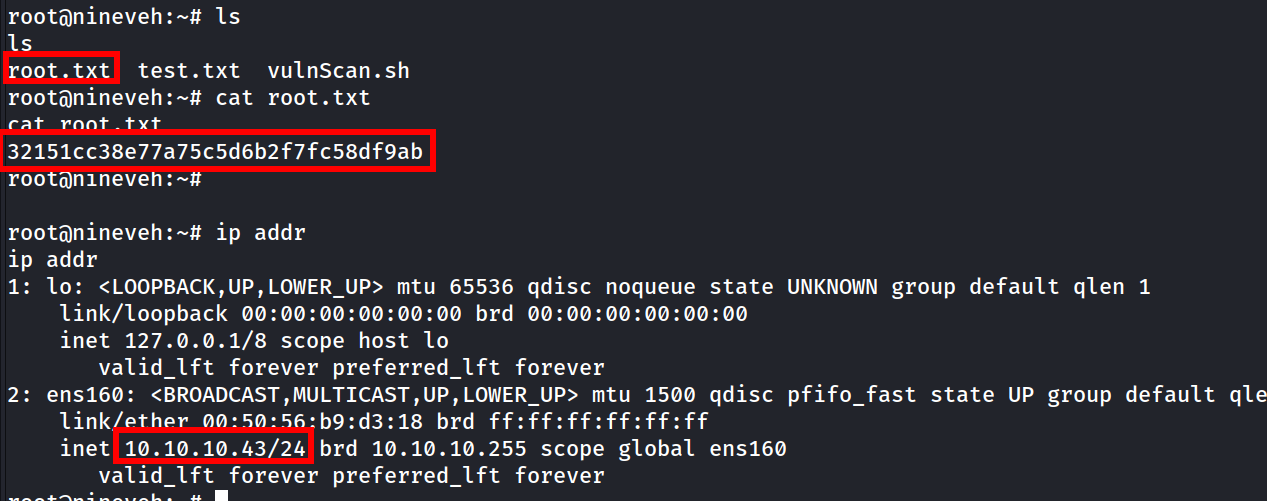 root@nineveh:~# ls
ls
root.txt  test.txt  vulnScan.sh
root@nineveh:~# cat root.txt
cat root.txt
32151cc38e77a75c5d6b2f7fc58df9ab
root@nineveh:~#
root@nineveh:~# ip addr
ip addr
1: lo: <LOOPBACK,UP,LOWER_UP> mtu 65536 qdisc noqueue state UNKNOWN group default qlen 1
    link/loopback 00:00:00:00:00:00 brd 00:00:00:00:00:00
    inet 127.0.0.1/8 scope host lo
       valid_lft forever preferred_lft forever
2: ens160: <BROADCAST,MULTICAST,UP,LOWER_UP> mtu 1500 qdisc pfifo_fast state UP group default qle
    link/ether 00:50:56:b9:d3:18 brd ff:ff:ff:ff:ff:ff
    inet 10.10.10.43/24 brd 10.10.10.255 scope global ens160
       valid_lft forever preferred_lft forever
root@nineveh:~#